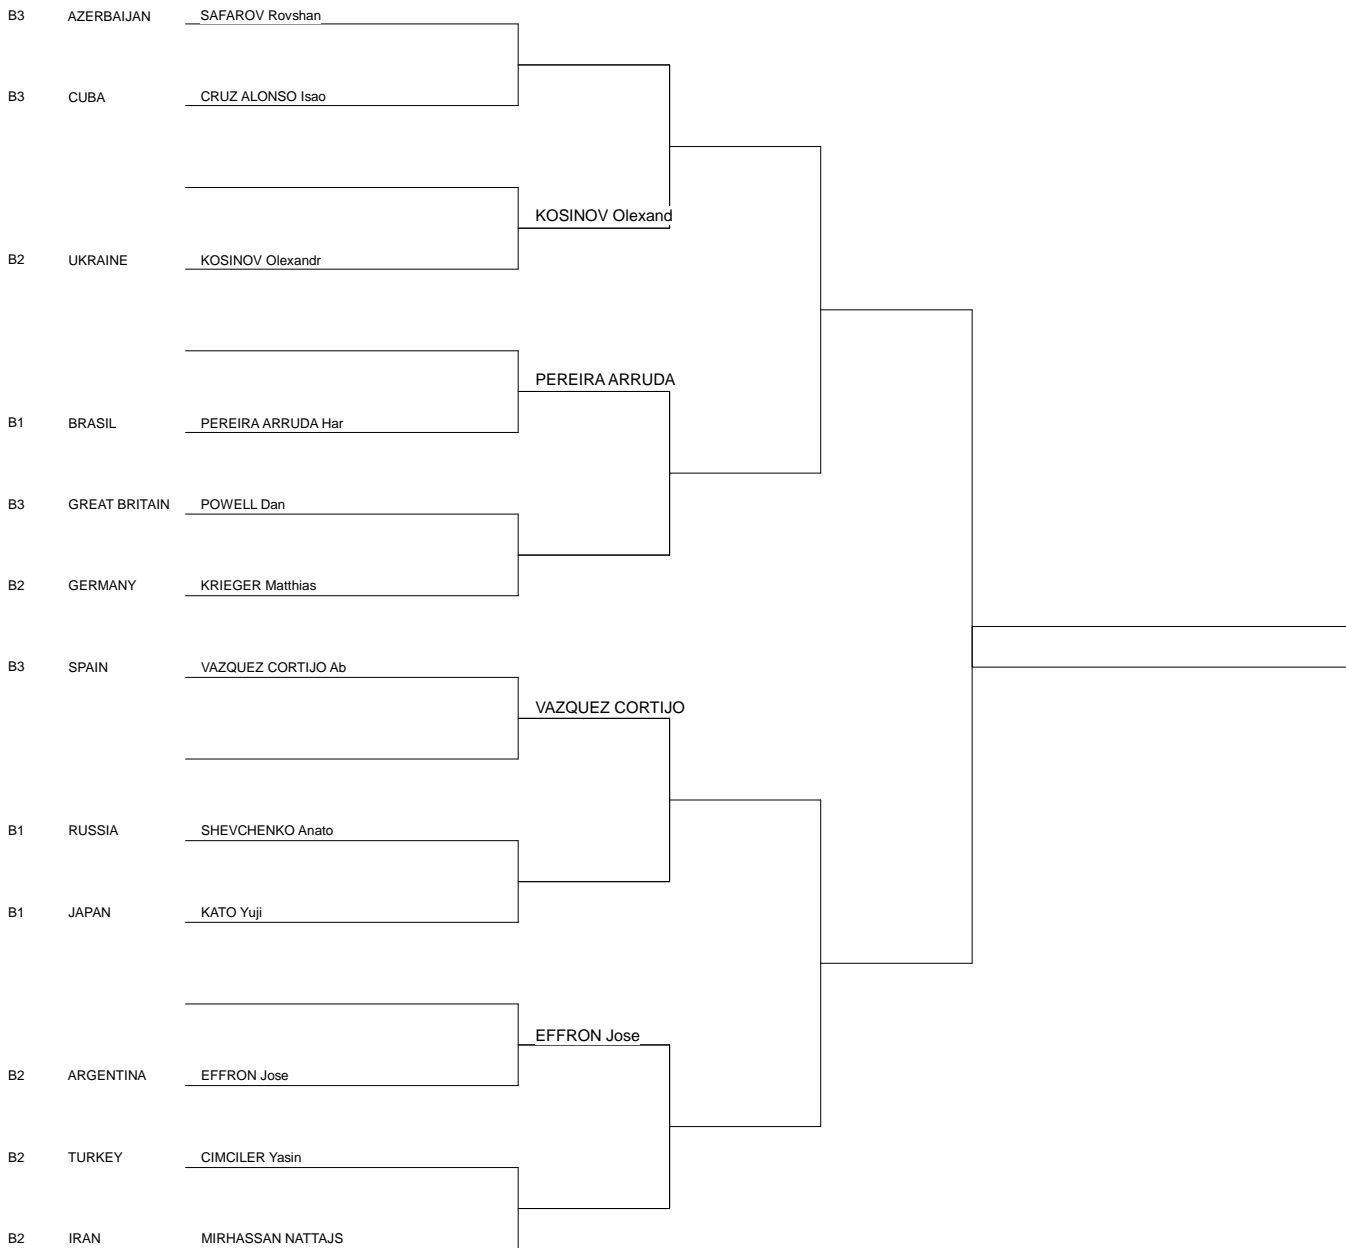 B3 AZERBAIJAN SAFAROV Rovshan
B3 CUBA CRUZ ALONSO Isao
KOSINOV Olexand
B2 UKRAINE KOSINOV Olexandr
PEREIRA ARRUDA
B1 BRASIL PEREIRA ARRUDA Har
B3 GREAT BRITAIN POWELL Dan
B2 GERMANY KRIEGER Matthias
B3 SPAIN VAZQUEZ CORTIJO Ab
VAZQUEZ CORTIJO
B1 RUSSIA SHEVCHENKO Anato
B1 JAPAN KATO Yuji
EFFRON Jose
B2 ARGENTINA EFFRON Jose
B2 TURKEY CIMCILER Yasin
B2 IRAN MIRHASSAN NATTAJS